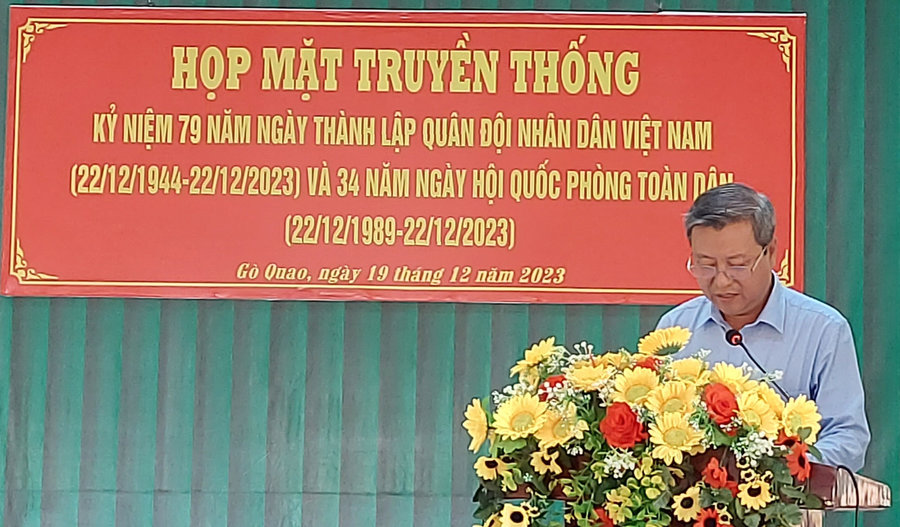 HỌP MẶT TRUYỀN THỐNG
KỶ NIỆM 79 NĂM NGÀY THÀNH LẬP QUÂN ĐỘI NHÂN DÂN VIỆT NAM
(22/12/1944-22/12/2023) VÀ 34 NĂM NGÀY HỘI QUỐC PHÒNG TOÀN DÂN
(22/12/1989-22/12/2023)
Gò Quao, ngày 19 tháng 12 năm 2023